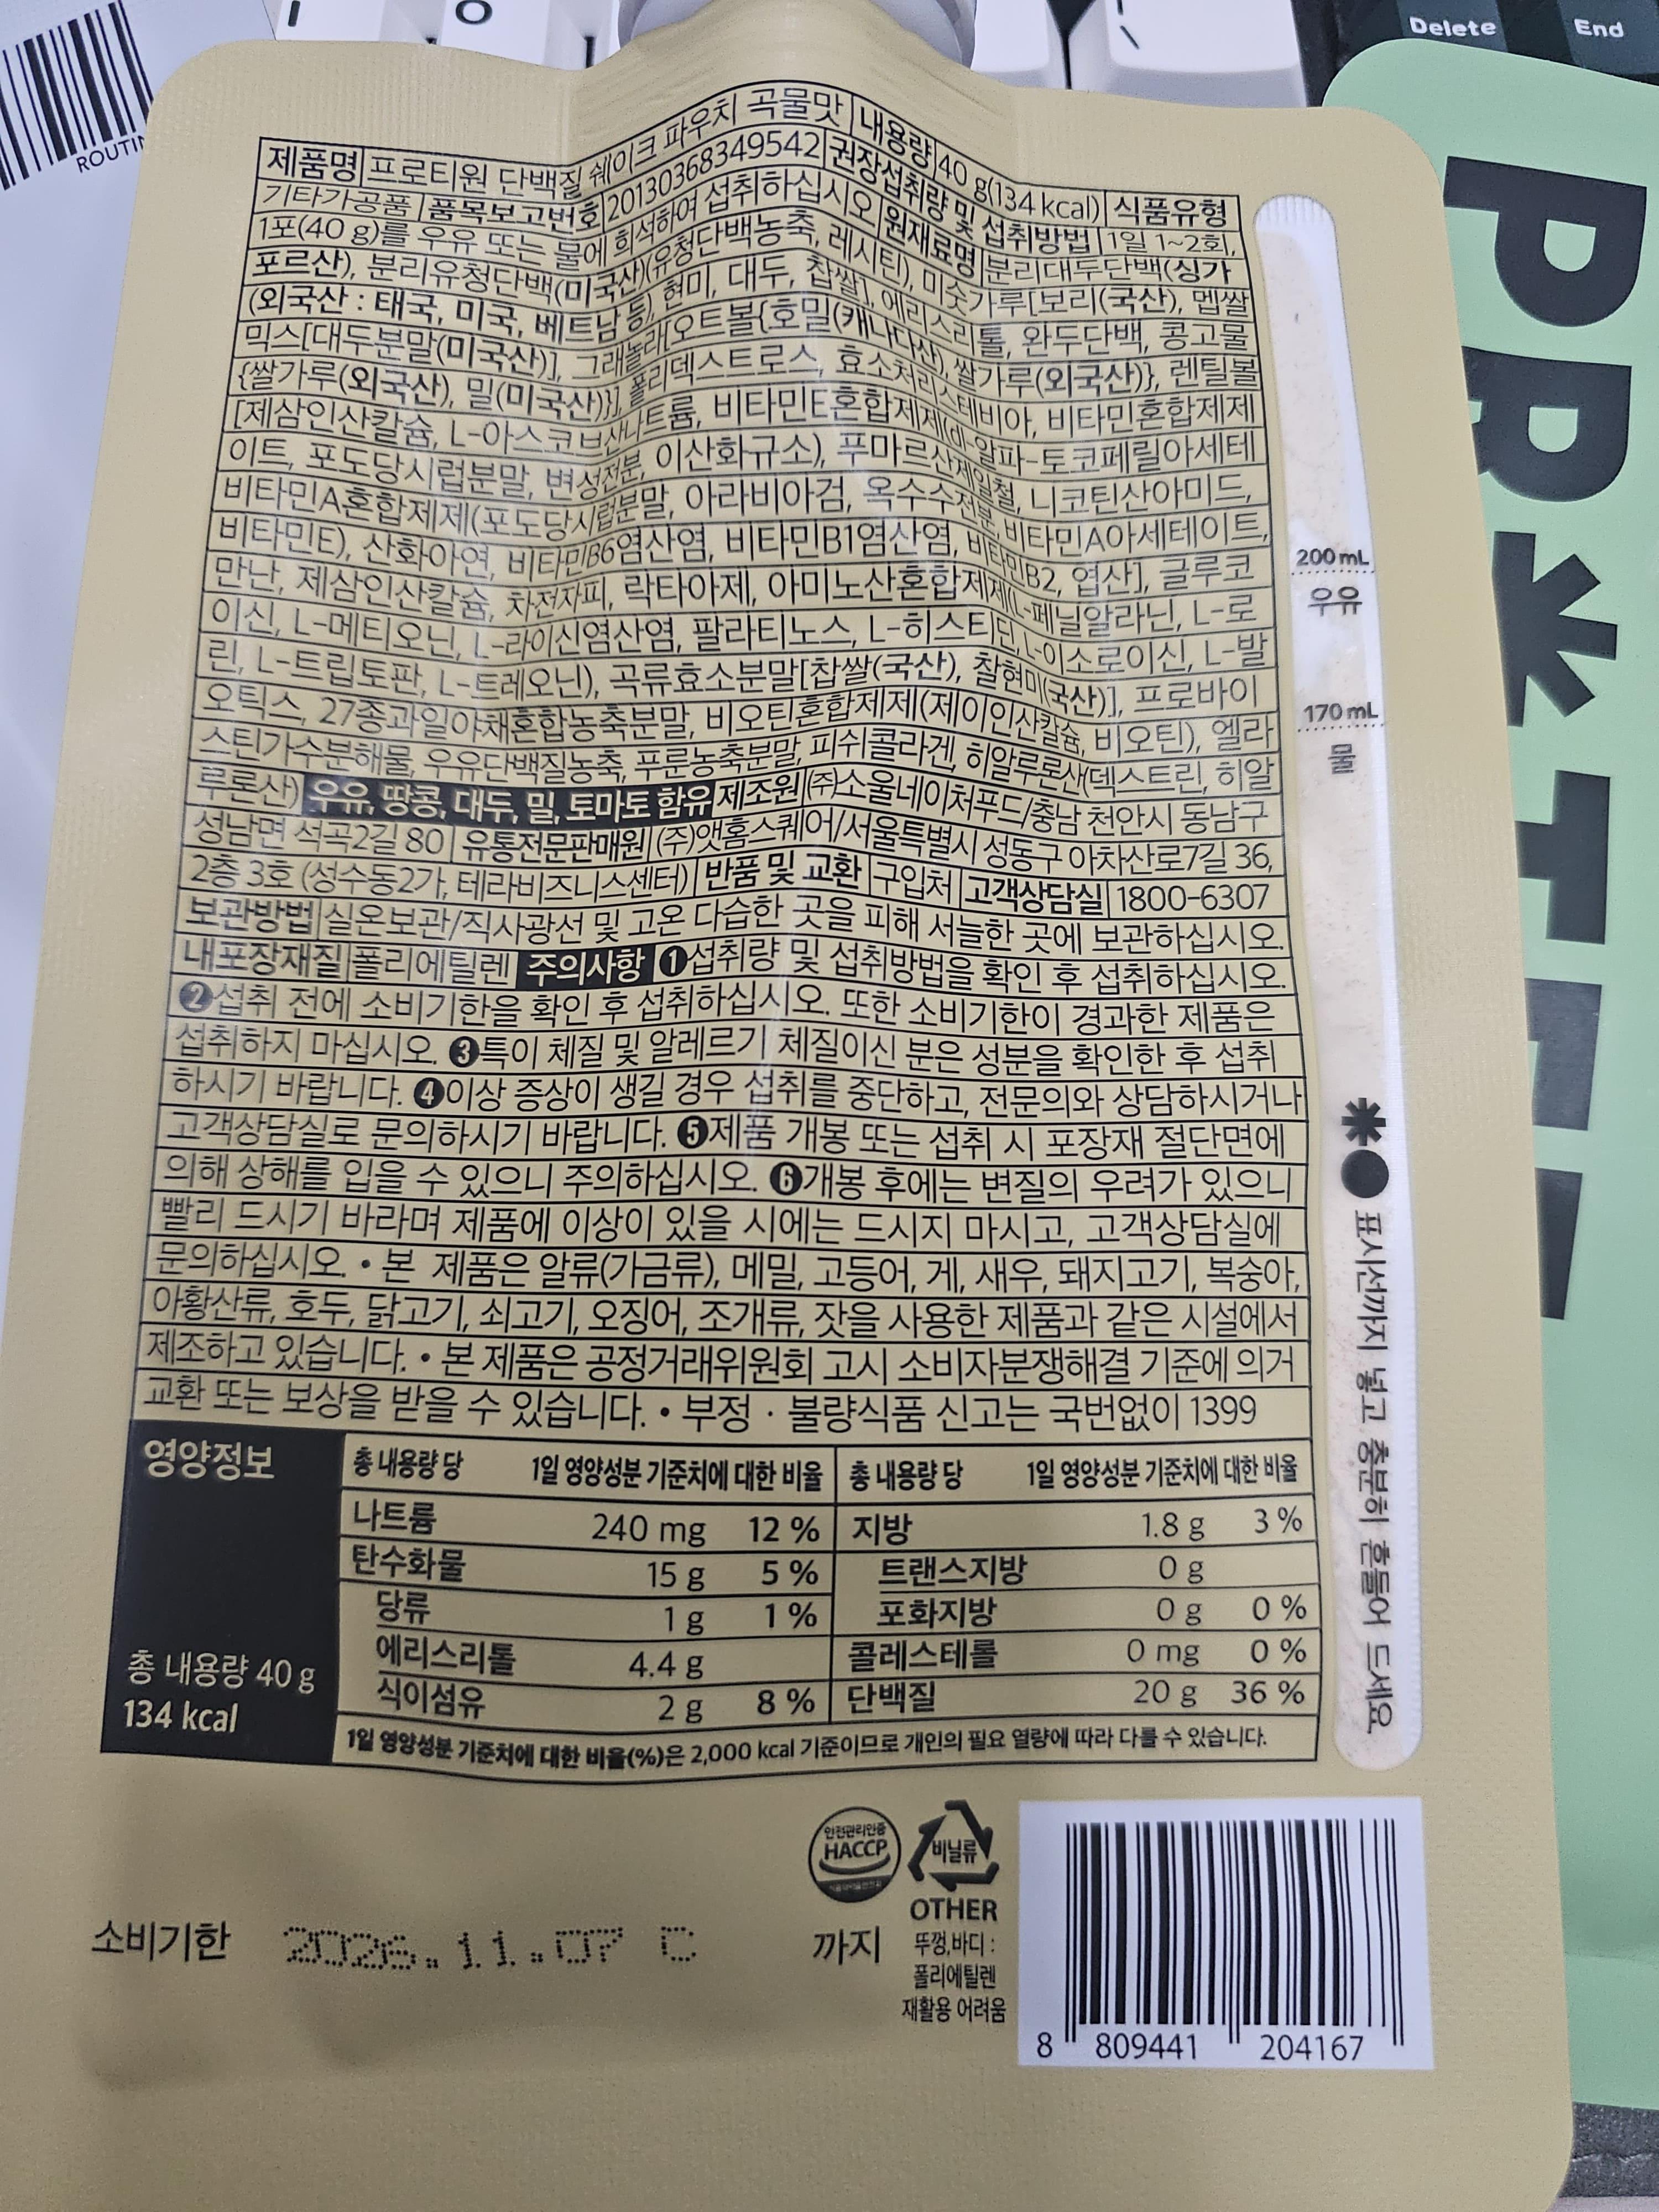 Delete
End
ROUTIN
제품명 프로티원 단백질 쉐이크 파우치 곡물맛 내용량 40 g(134 kcal) 식품유형
기타가공품 품목보고번호 20130368349542 권장섭취량 및 섭취방법 1일 1~2회,
1포(40 g)를 우유 또는 물에 희석하여 섭취하십시오 원재료명 분리대두단백(싱가
포르산), 분리유청단백(미국산)(유청단백농축, 레시틴), 미숫가루[보리(국산), 멥쌀
(외국산 : 태국, 미국, 베트남 등), 현미, 대두, 찹쌀], 에리스리톨, 완두단백, 콩고물
믹스[대두분말(미국산)], 그래놀라[오트볼{호밀(캐나다산), 쌀가루(외국산)}, 렌틸볼
{쌀가루(외국산), 밀(미국산)}], 폴리덱스트로스, 효소처리스테비아, 비타민혼합제제
[제삼인산칼슘, L-아스코브산나트륨, 비타민E혼합제제(dl-알파-토코페릴아세테
이트, 포도당시럽분말, 변성전분, 이산화규소), 푸마르산제일철, 니코틴산아미드,
비타민A혼합제제(포도당시럽분말, 아라비아검, 옥수수전분, 비타민A아세테이트,
비타민E), 산화아연, 비타민B6염산염, 비타민B1염산염, 비타민B2, 엽산], 글루코
만난, 제삼인산칼슘, 차전자피, 락타아제, 아미노산혼합제제(L-페닐알라닌, L-로
이신, L-메티오닌, L-라이신염산염, 팔라티노스, L-히스티딘, L-이소로이신, L-발
린, L-트립토판, L-트레오닌), 곡류효소분말[찹쌀(국산), 찰현미(국산)], 프로바이
오틱스, 27종과일야채혼합농축분말, 비오틴혼합제제(제이인산칼슘, 비오틴), 엘라
스틴가수분해물, 우유단백질농축, 푸룬농축분말, 피쉬콜라겐, 히알루론산(덱스트린, 히알
루론산) 우유, 땅콩, 대두, 밀, 토마토 함유 제조원 (주)소울네이처푸드/충남 천안시 동남구
성남면 석곡2길 80 유통전문판매원 (주)앳홈스퀘어/서울특별시 성동구 아차산로7길 36,
2층 3호 (성수동2가, 테라비즈니스센터) 반품 및 교환 구입처 고객상담실 1800-6307
보관방법 실온보관/직사광선 및 고온 다습한 곳을 피해 서늘한 곳에 보관하십시오.
내포장재질 폴리에틸렌 주의사항 ❶섭취량 및 섭취방법을 확인 후 섭취하십시오.
❷섭취 전에 소비기한을 확인 후 섭취하십시오. 또한 소비기한이 경과한 제품은
섭취하지 마십시오. ❸특이 체질 및 알레르기 체질이신 분은 성분을 확인한 후 섭취
하시기 바랍니다. ❹이상 증상이 생길 경우 섭취를 중단하고, 전문의와 상담하시거나
고객상담실로 문의하시기 바랍니다. ❺제품 개봉 또는 섭취 시 포장재 절단면에
의해 상해를 입을 수 있으니 주의하십시오. ❻개봉 후에는 변질의 우려가 있으니
빨리 드시기 바라며 제품에 이상이 있을 시에는 드시지 마시고, 고객상담실에
문의하십시오. • 본 제품은 알류(가금류), 메밀, 고등어, 게, 새우, 돼지고기, 복숭아,
아황산류, 호두, 닭고기, 쇠고기, 오징어, 조개류, 잣을 사용한 제품과 같은 시설에서
제조하고 있습니다. • 본 제품은 공정거래위원회 고시 소비자분쟁해결 기준에 의거
교환 또는 보상을 받을 수 있습니다. • 부정 · 불량식품 신고는 국번없이 1399
영양정보
총 내용량 40 g
134 kcal
총 내용량 당 1일 영양성분 기준치에 대한 비율 총 내용량 당 1일 영양성분 기준치에 대한 비율
나트륨 240 mg 12 % 지방 1.8 g 3 %
탄수화물 15 g 5 % 트랜스지방 0 g
당류 1 g 1 % 포화지방 0 g 0 %
에리스리톨 4.4 g 콜레스테롤 0 mg 0 %
식이섬유 2 g 8 % 단백질 20 g 36 %
1일 영양성분 기준치에 대한 비율(%)은 2,000 kcal 기준이므로 개인의 필요 열량에 따라 다를 수 있습니다.
200 mL
우유
170 mL
물
표시선까지 넣고 충분히 흔들어 드세요
안전관리인증
HACCP
비닐류
OTHER
뚜껑,바디 :
폴리에틸렌
재활용 어려움
소비기한 2026.11.07 C 까지
8 809441 204167